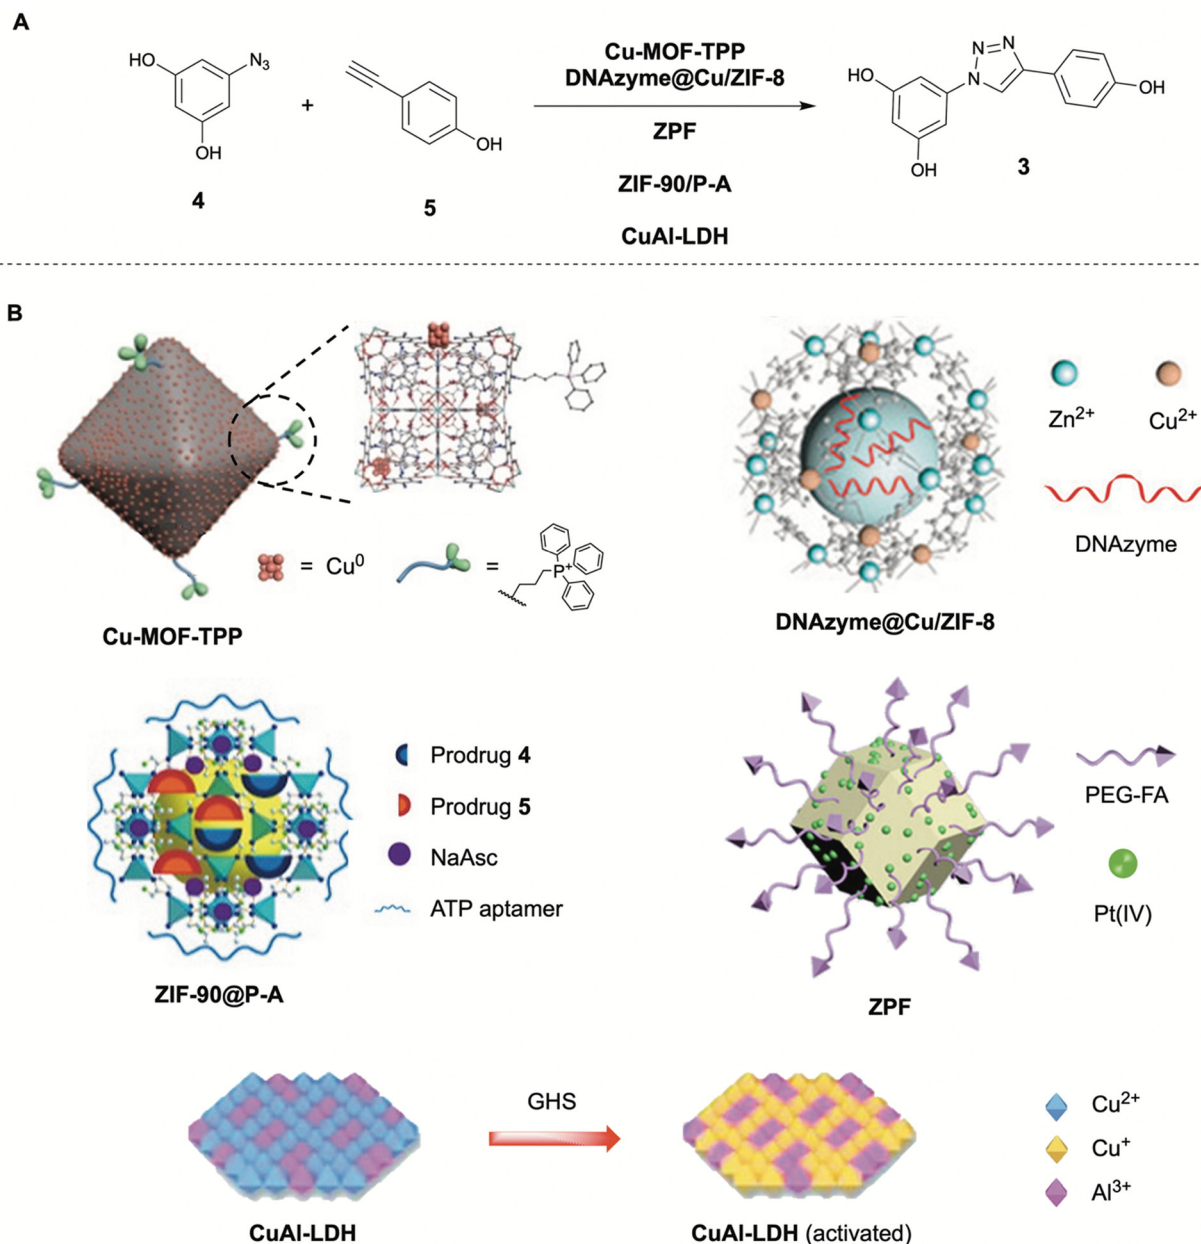 A
HO
N₃
OH
4
+
OH
5
Cu-MOF-TPP
DNAzyme@Cu/ZIF-8
ZPF
ZIF-90/P-A
CuAl-LDH
N N
N
HO
OH
OH
3
B
= Cu⁰
= P⁺
Cu-MOF-TPP
Zn²⁺ Cu²⁺
DNAzyme
DNAzyme@Cu/ZIF-8
Prodrug 4
Prodrug 5
NaAsc
ATP aptamer
ZIF-90@P-A
PEG-FA
Pt(IV)
ZPF
GHS
Cu²⁺
Cu⁺
Al³⁺
CuAl-LDH
CuAl-LDH (activated)